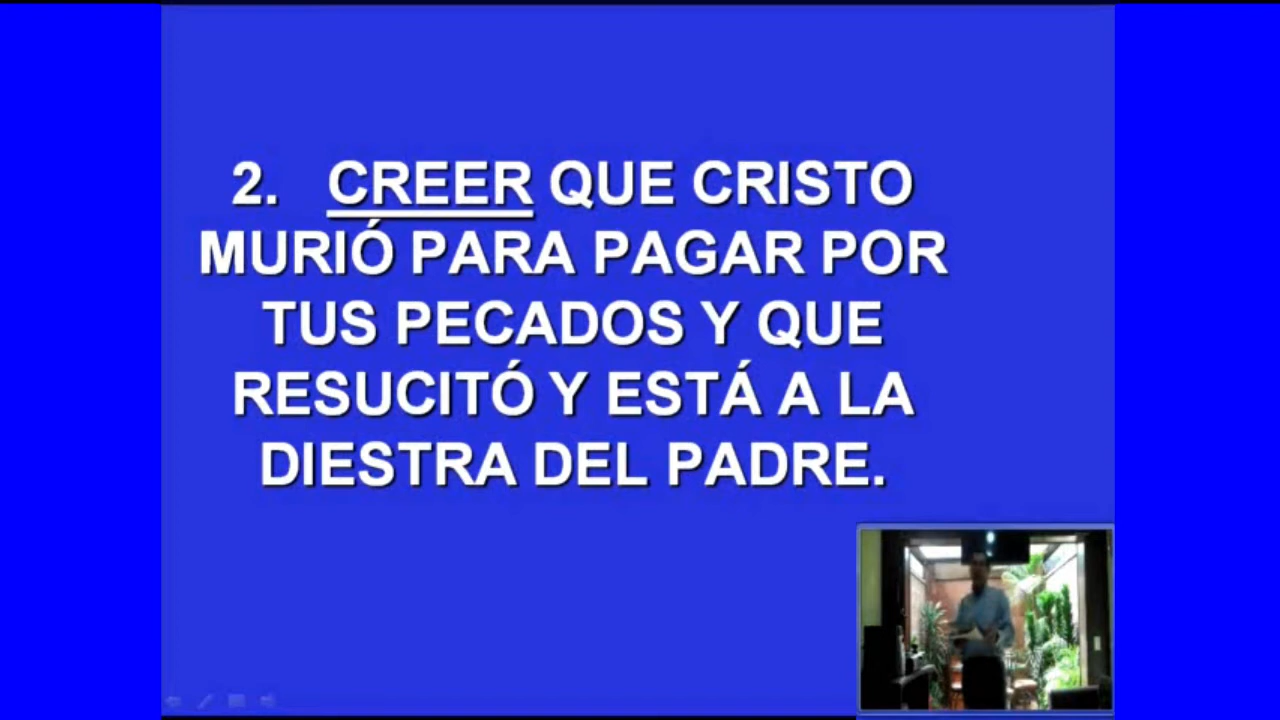 2. CREER QUE CRISTO
MURIÓ PARA PAGAR POR
TUS PECADOS Y QUE
RESUCITÓ Y ESTÁ A LA
DIESTRA DEL PADRE.